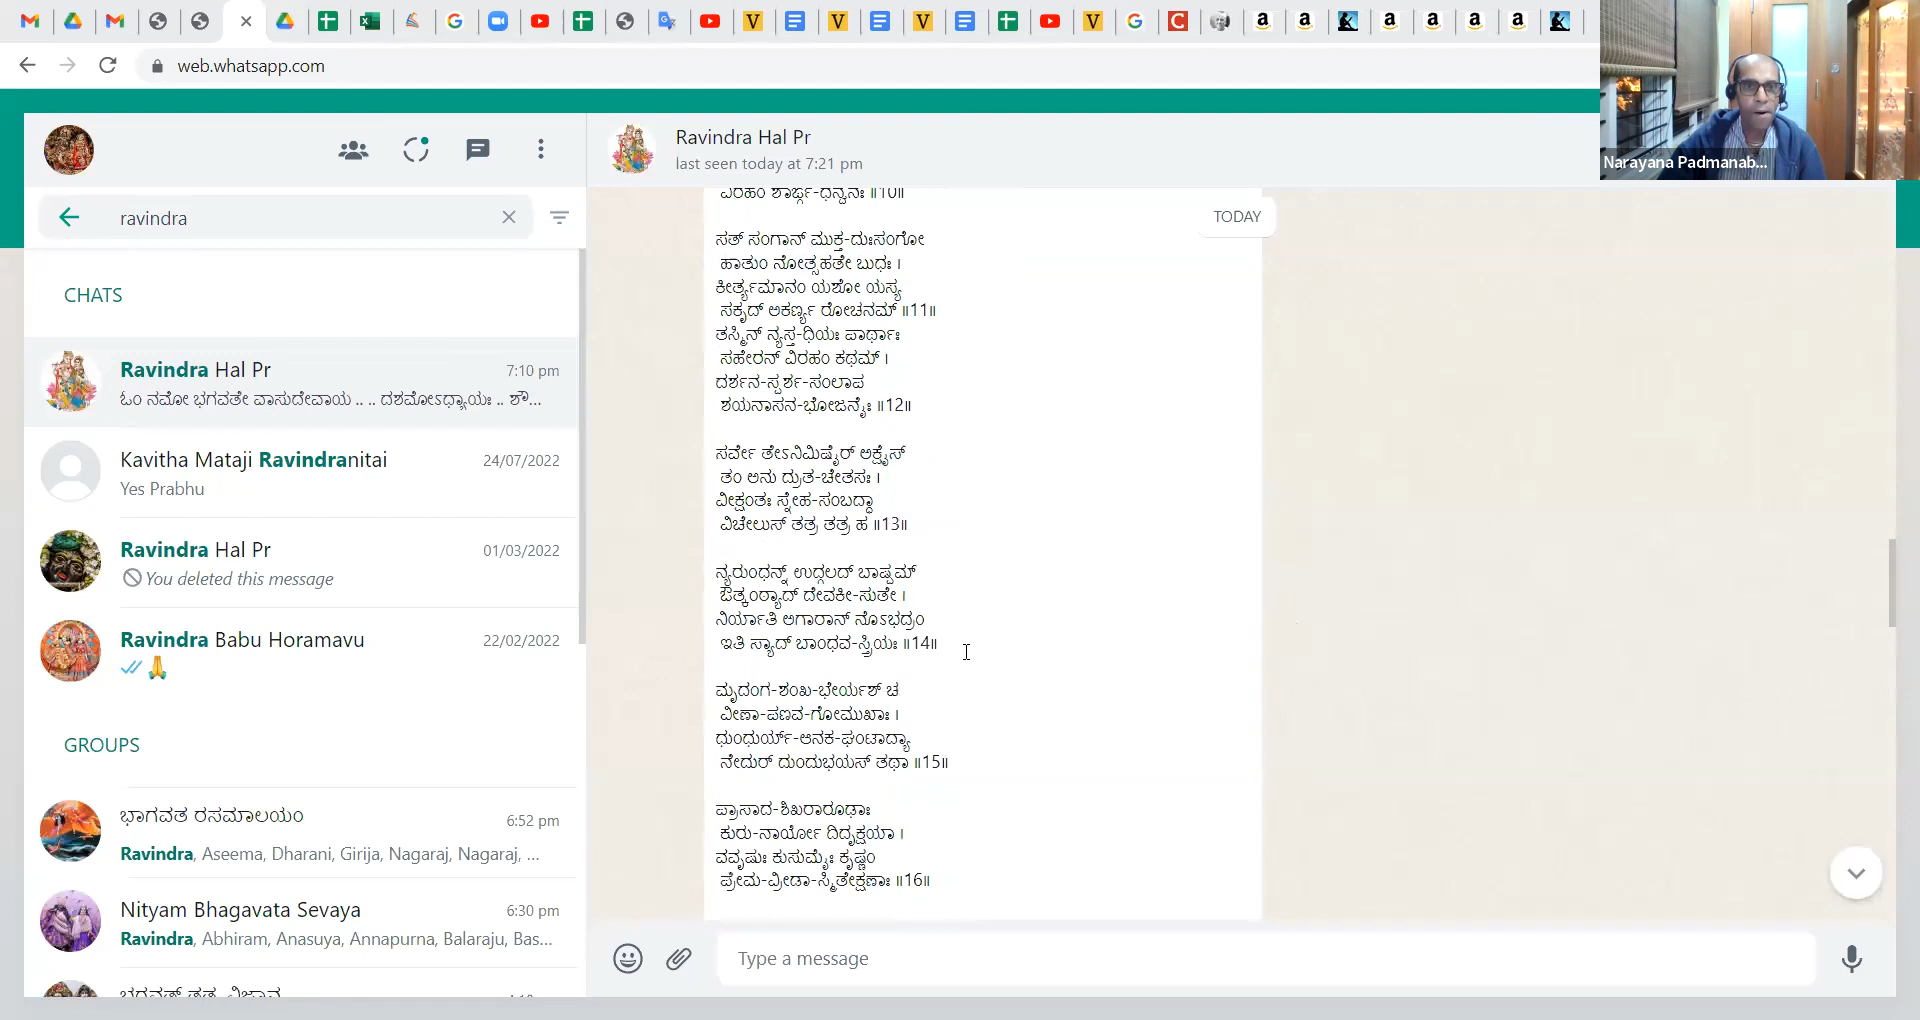 web.whatsapp.com
Narayana Padmanab...
Ravindra Hal Pr
last seen today at 7:21 pm
ravindra
CHATS
Ravindra Hal Pr
7:10 pm
ಓಂ ನಮೋ ಭಗವತೇ ವಾಸುದೇವಾಯ .. .. ದಶಮೋಽಧ್ಯಾಯಃ .. ಶೌ...
Kavitha Mataji Ravindranitai
24/07/2022
Yes Prabhu
Ravindra Hal Pr
01/03/2022
You deleted this message
Ravindra Babu Horamavu
22/02/2022
GROUPS
ಭಾಗವತ ರಸಮಾಲಯಂ
6:52 pm
Ravindra, Aseema, Dharani, Girija, Nagaraj, Nagaraj, ...
Nityam Bhagavata Sevaya
6:30 pm
Ravindra, Abhiram, Anasuya, Annapurna, Balaraju, Bas...
TODAY
ವಿರಹಂ ಶಾರ್ಙ್ಗ-ಧನ್ವನಃ ॥10॥
ಸತ್ ಸಂಗಾನ್ ಮುಕ್ತ-ದುಃಸಂಗೋ
ಹಾತುಂ ನೋತ್ಸಹತೇ ಬುಧಃ ।
ಕೀರ್ತ್ಯಮಾನಂ ಯಶೋ ಯಸ್ಯ
ಸಕೃದ್ ಅಕರ್ಣ್ಯ ರೋಚನಮ್ ॥11॥
ತಸ್ಮಿನ್ ನ್ಯಸ್ತ-ಧಿಯಃ ಪಾರ್ಥಾಃ
ಸಹೇರನ್ ವಿರಹಂ ಕಥಮ್ ।
ದರ್ಶನ-ಸ್ಪರ್ಶ-ಸಂಲಾಪ
ಶಯನಾಸನ-ಭೋಜನೈಃ ॥12॥
ಸರ್ವೇ ತೇಽನಿಮಿಷೈರ್ ಅಕ್ಷೈಸ್
ತಂ ಅನು ದ್ರುತ-ಚೇತಸಃ ।
ವೀಕ್ಷಂತಃ ಸ್ನೇಹ-ಸಂಬದ್ಧಾ
ವಿಚೇಲುಸ್ ತತ್ರ ತತ್ರ ಹ ॥13॥
ನ್ಯರುಂಧನ್ನ್ ಉದ್ಗಲದ್ ಬಾಷ್ಪಮ್
ಔತ್ಕಂಠ್ಯಾದ್ ದೇವಕೀ-ಸುತೇ ।
ನಿರ್ಯಾತಿ ಅಗಾರಾನ್ ನೊಽಭದ್ರಂ
ಇತಿ ಸ್ಯಾದ್ ಬಾಂಧವ-ಸ್ತ್ರಿಯಃ ॥14॥
ಮೃದಂಗ-ಶಂಖ-ಭೇರ್ಯಶ್ ಚ
ವೀಣಾ-ಪಣವ-ಗೋಮುಖಾಃ ।
ಧುಂಧುರ್ಯ್-ಆನಕ-ಘಂಟಾದ್ಯಾ
ನೇದುರ್ ದುಂದುಭಯಸ್ ತಥಾ ॥15॥
ಪ್ರಾಸಾದ-ಶಿಖರಾರೂಢಾಃ
ಕುರು-ನಾರ್ಯೋ ದಿದೃಕ್ಷಯಾ ।
ವವೃಷುಃ ಕುಸುಮೈಃ ಕೃಷ್ಣಂ
ಪ್ರೇಮ-ವ್ರೀಡಾ-ಸ್ಮಿತೇಕ್ಷಣಾಃ ॥16॥
Type a message